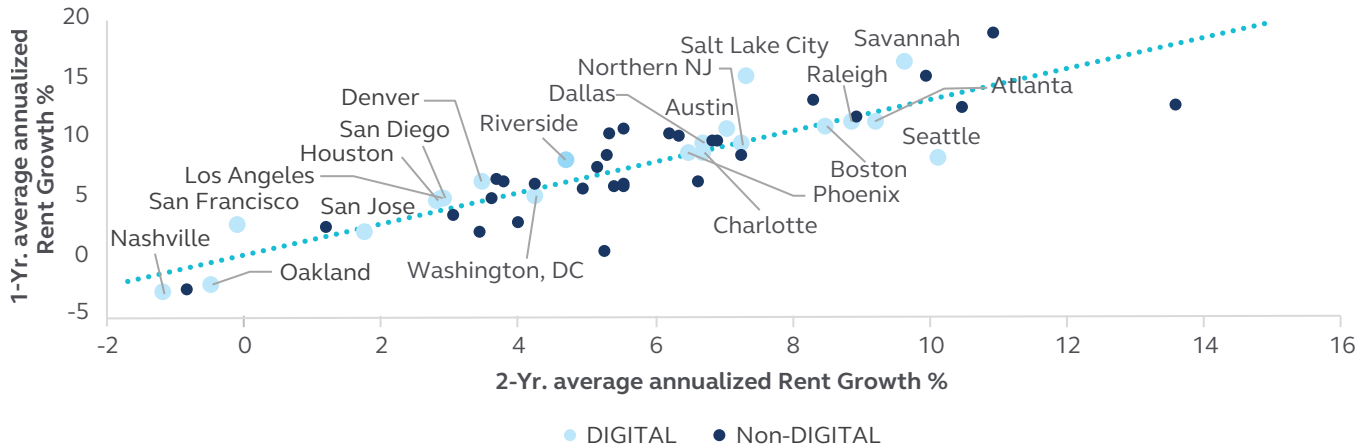 1-Yr. average annualized
Rent Growth %
20
15
10
5
0
-5
Savannah
Salt Lake City
Northern NJ
Raleigh
Atlanta
Denver
Dallas
Austin
San Diego
Riverside
Seattle
Houston
Boston
Los Angeles
Phoenix
San Francisco
San Jose
Charlotte
Nashville
Oakland
Washington, DC
-2
0
2
4
6
8
10
12
14
16
2-Yr. average annualized Rent Growth %
DIGITAL
Non-DIGITAL